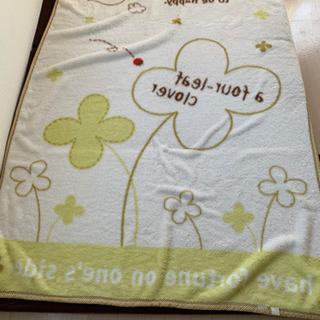 to be happy.
a four-leaf
clover
have fortune on one's side